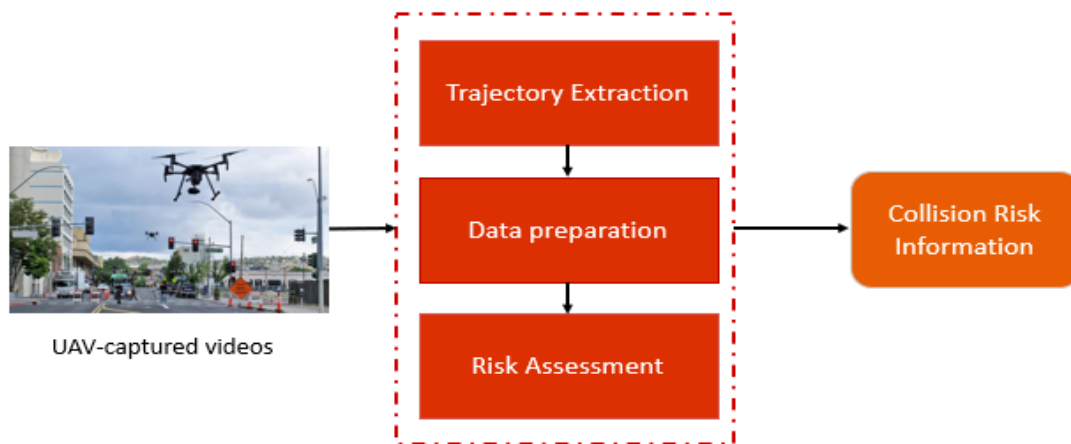 Trajectory Extraction
Data preparation
Risk Assessment
UAV-captured videos
Collision Risk
Information